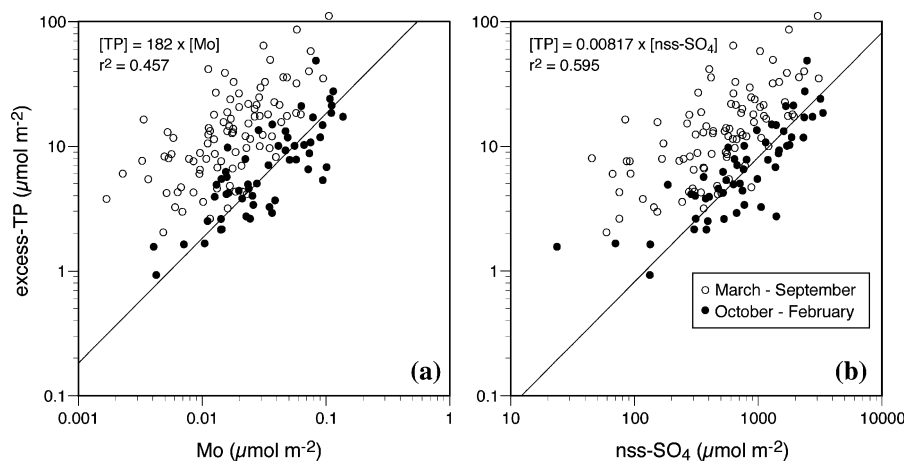 [TP] = 182 x [Mo]
r² = 0.457
100
10
1
0.1
excess-TP (µmol m⁻²)
0.001
0.01
0.1
1
Mo (µmol m⁻²)
(a)
[TP] = 0.00817 x [nss-SO₄]
r² = 0.595
100
10
1
0.1
March - September
October - February
(b)
10
100
1000
10000
nss-SO₄ (µmol m⁻²)